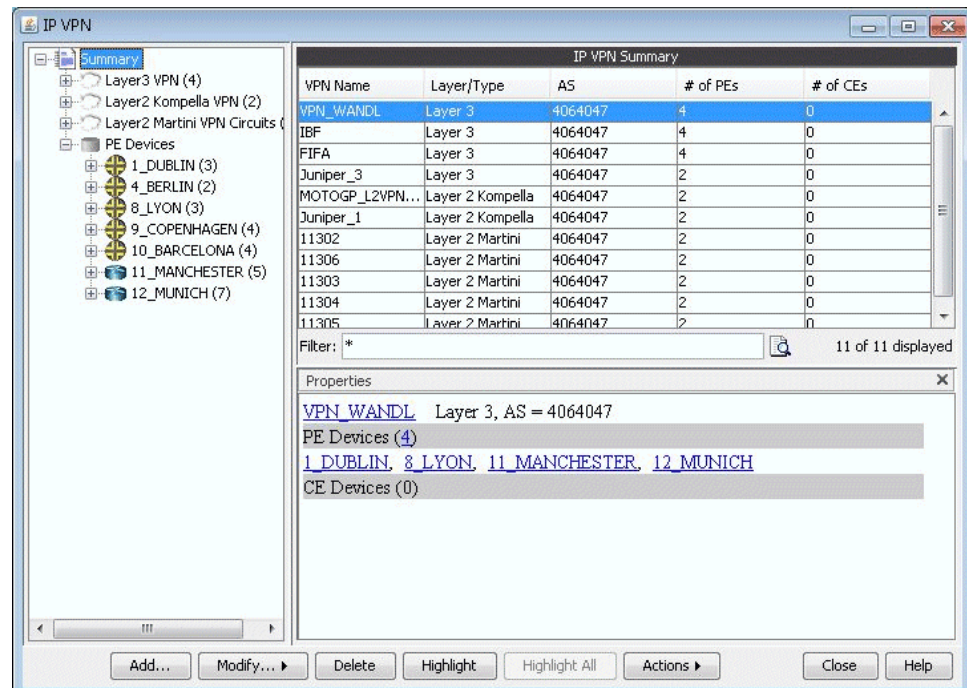 IP VPN
Summary
Layer3 VPN (4)
Layer2 Kompella VPN (2)
Layer2 Martini VPN Circuits (
PE Devices
1_DUBLIN (3)
4_BERLIN (2)
8_LYON (3)
9_COPENHAGEN (4)
10_BARCELONA (4)
11_MANCHESTER (5)
12_MUNICH (7)
IP VPN Summary
VPN Name Layer/Type AS # of PEs # of CEs
VPN_WANDL Layer 3 4064047 4 0
IBF Layer 3 4064047 4 0
FIFA Layer 3 4064047 4 0
Juniper_3 Layer 3 4064047 2 0
MOTOGP_L2VPN... Layer 2 Kompella 4064047 2 0
Juniper_1 Layer 2 Kompella 4064047 2 0
11302 Layer 2 Martini 4064047 2 0
11306 Layer 2 Martini 4064047 2 0
11303 Layer 2 Martini 4064047 2 0
11304 Layer 2 Martini 4064047 2 0
11305 Layer 2 Martini 4064047 2 0
Filter: * 11 of 11 displayed
Properties
VPN_WANDL Layer 3, AS = 4064047
PE Devices (4)
1_DUBLIN, 8_LYON, 11_MANCHESTER, 12_MUNICH
CE Devices (0)
Add... Modify... Delete Highlight Highlight All Actions Close Help